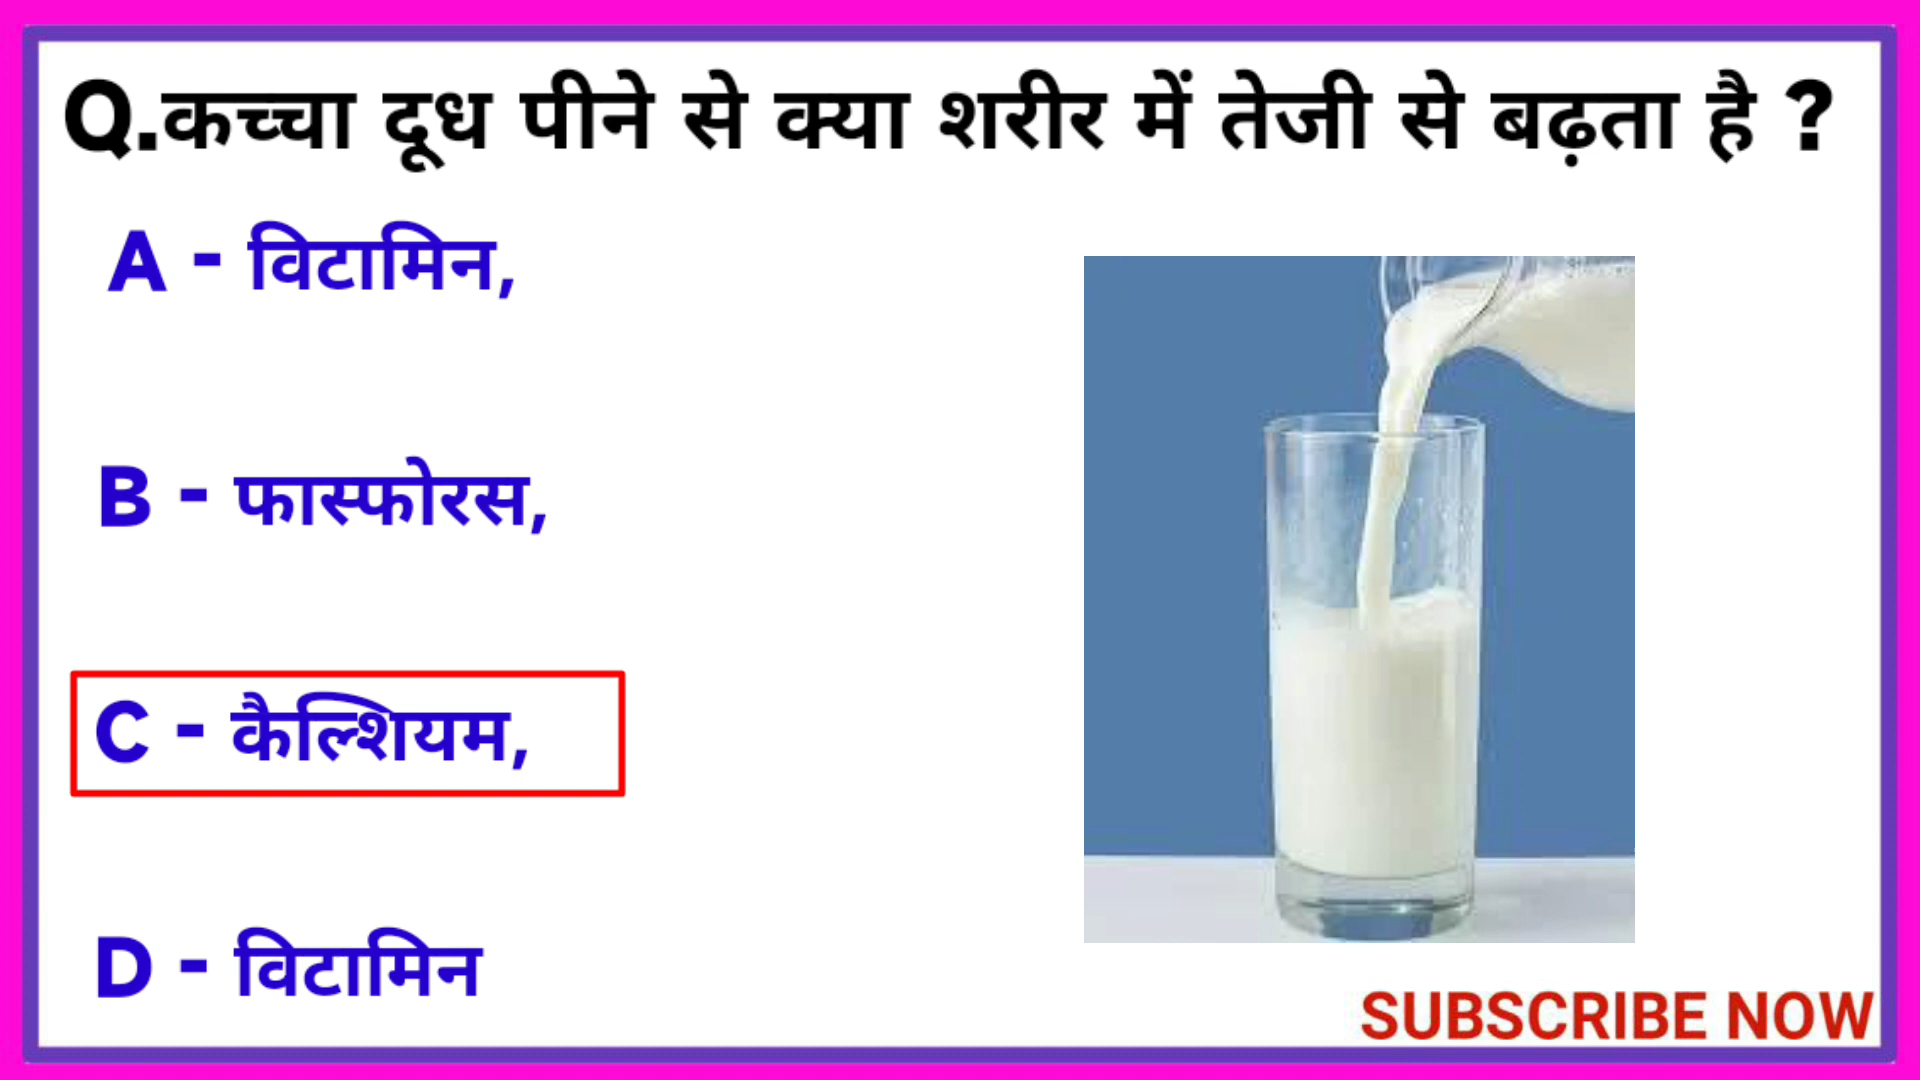 Q.कच्चा दूध पीने से क्या शरीर में तेजी से बढ़ता है ?
A - विटामिन,
B - फास्फोरस,
C - कैल्शियम,
D - विटामिन
SUBSCRIBE NOW